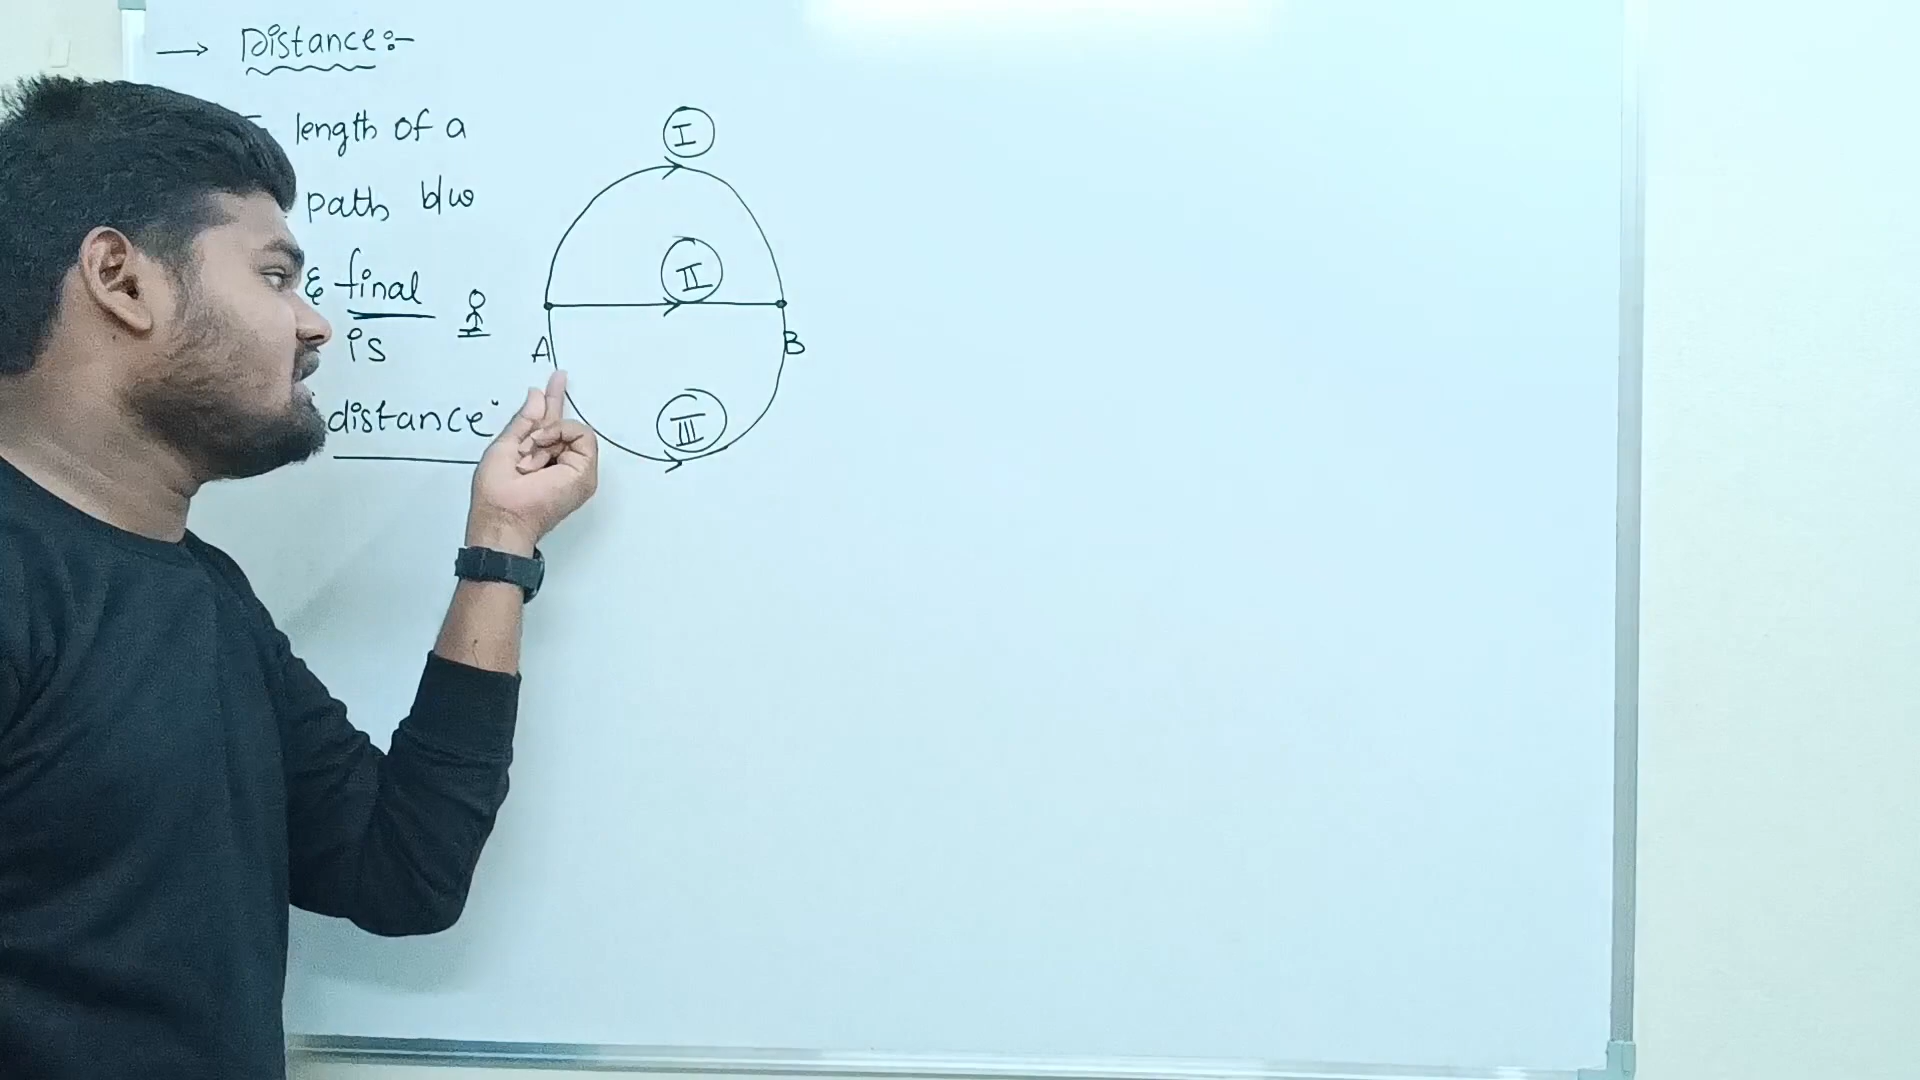 → Distance:-
length of a
path b/w
& final
is
distance"
I
II
A
B
III